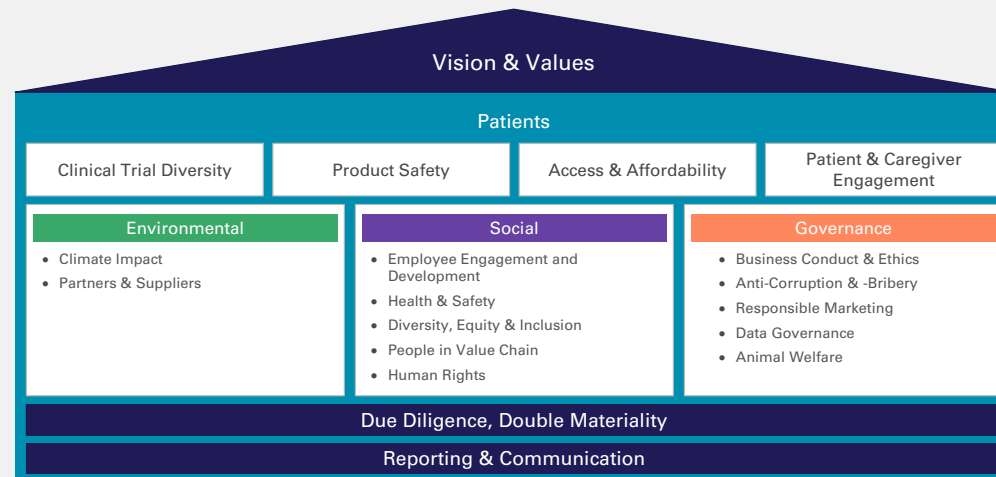 Vision & Values
Patients
Clinical Trial Diversity
Product Safety
Access & Affordability
Patient & Caregiver
Engagement
Environmental
• Climate Impact
• Partners & Suppliers
Social
• Employee Engagement and
Development
• Health & Safety
• Diversity, Equity & Inclusion
• People in Value Chain
• Human Rights
Governance
• Business Conduct & Ethics
• Anti-Corruption & -Bribery
• Responsible Marketing
• Data Governance
• Animal Welfare
Due Diligence, Double Materiality
Reporting & Communication